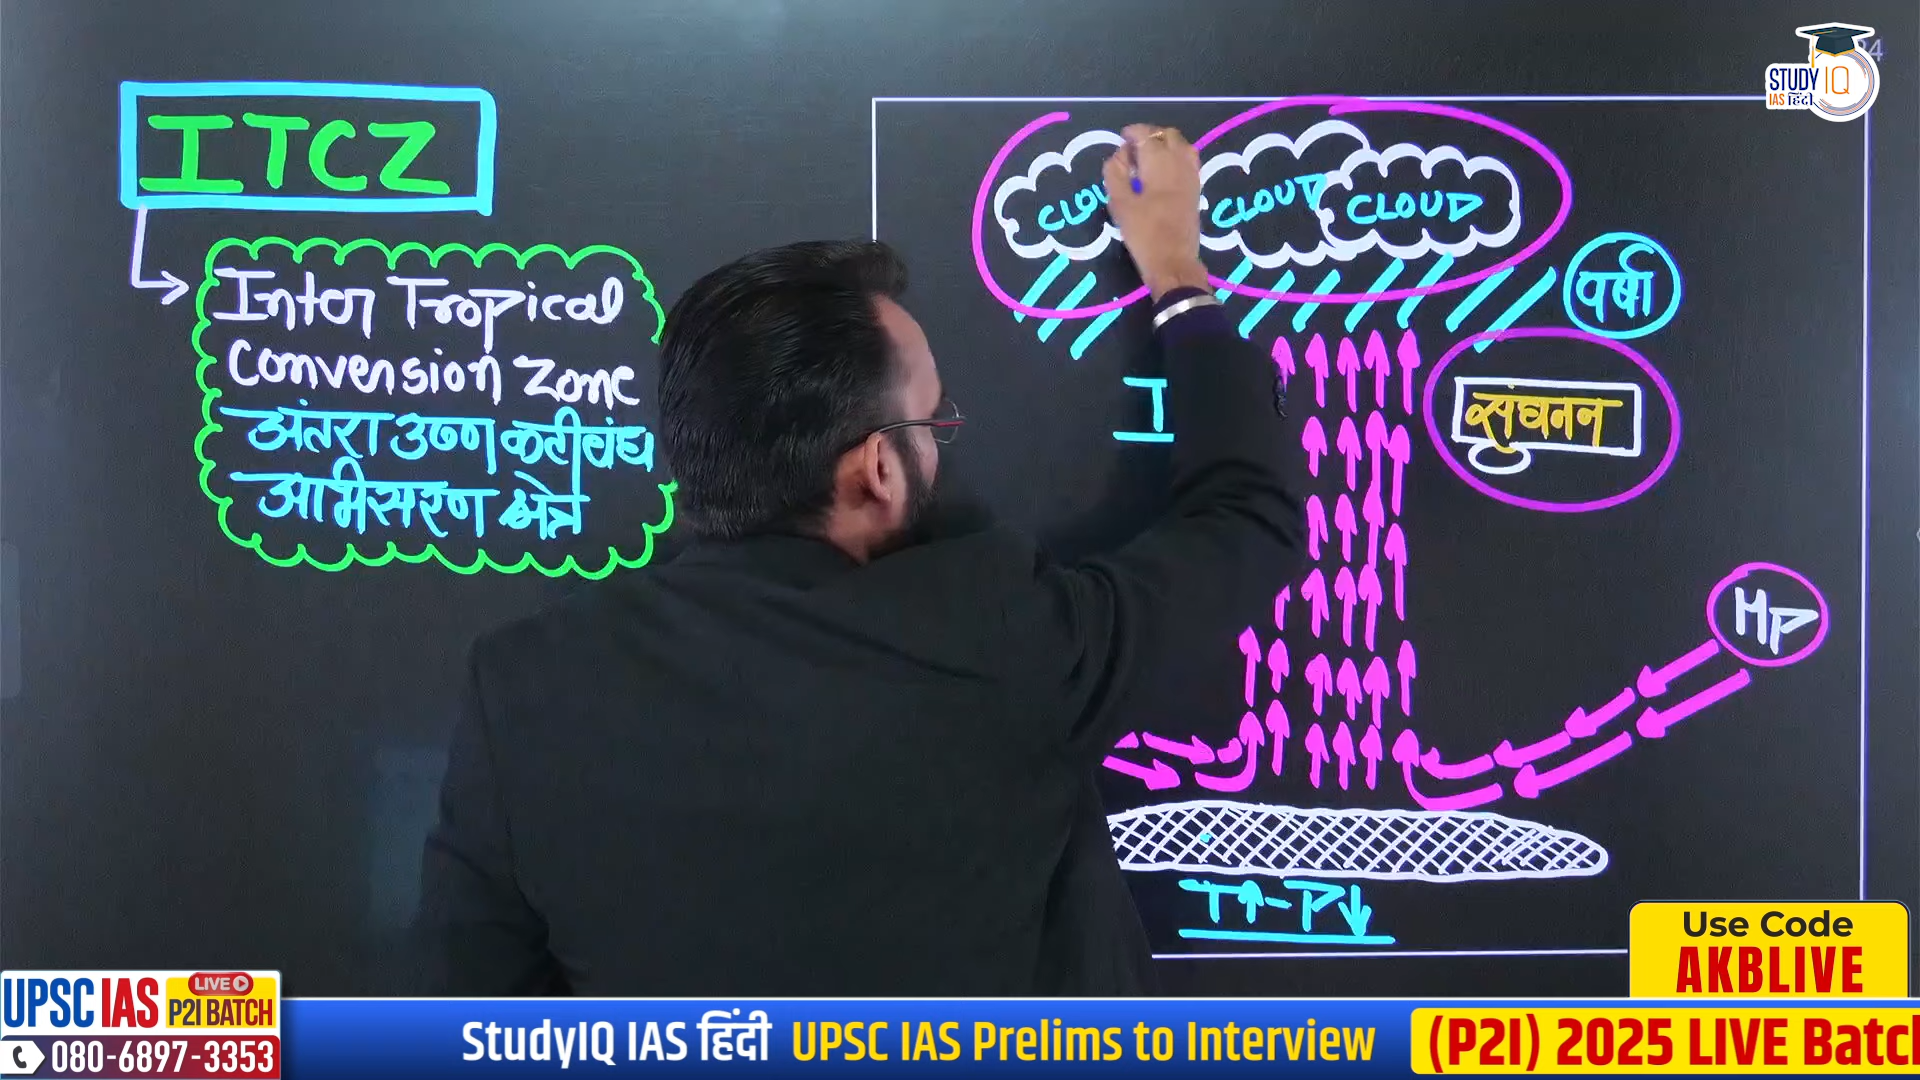 STUDY IQ
IAS हिंदी
ITCZ
Inter Tropical
Conversion Zone
अंतरा उष्ण कटीबंध
आभिसरण क्षेत्र
CLOUD
CLOUD
वर्षा
संघनन
HP
T↑-P↓
Use Code
AKBLIVE
UPSC IAS
LIVE
P2I BATCH
080-6897-3353
StudyIQ IAS हिंदी UPSC IAS Prelims to Interview
(P2I) 2025 LIVE Batch